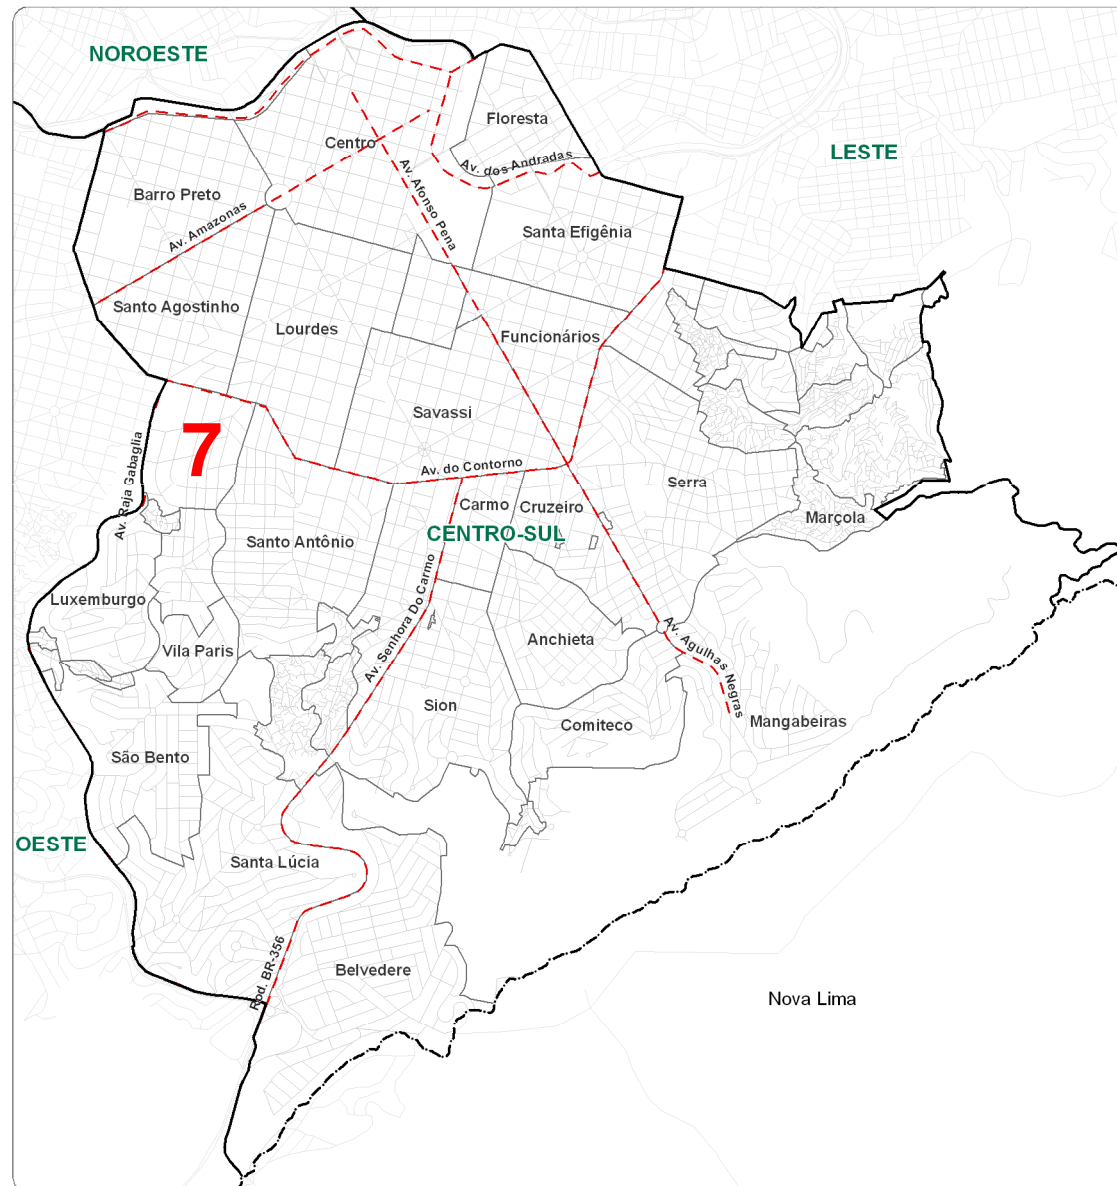 NOROESTE
Floresta
Centro
LESTE
Av. dos Andradas
Barro Preto
Av. Afonso Pena
Av. Amazonas
Santa Efigênia
Santo Agostinho
Lourdes
Funcionários
Savassi
7
Av. Raja Gabaglia
Av. do Contorno
Serra
Carmo
Cruzeiro
Marçola
CENTRO-SUL
Santo Antônio
Luxemburgo
Av. Senhora Do Carmo
Anchieta
Vila Paris
Av. Agulhas Negras
Sion
Comiteco
Mangabeiras
São Bento
OESTE
Santa Lúcia
Rod. BR-356
Belvedere
Nova Lima